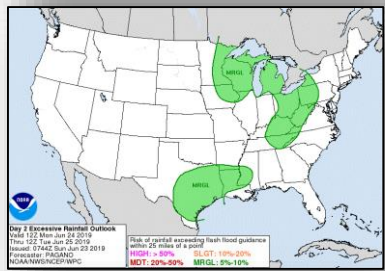 MRGL
MRGL
noaa
Day 2 Excessive Rainfall Outlook
Valid 12Z Mon Jun 24 2019
Thru 12Z Tue Jun 25 2019
Issued: 0744Z Sun Jun 23 2019
Forecaster: PAGANO
NOAA/NWS/NCEP/WPC
Risk of rainfall exceeding flash flood guidance
within 25 miles of a point
HIGH: > 50% SLGT: 10%-20%
MDT: 20%-50% MRGL: 5%-10%